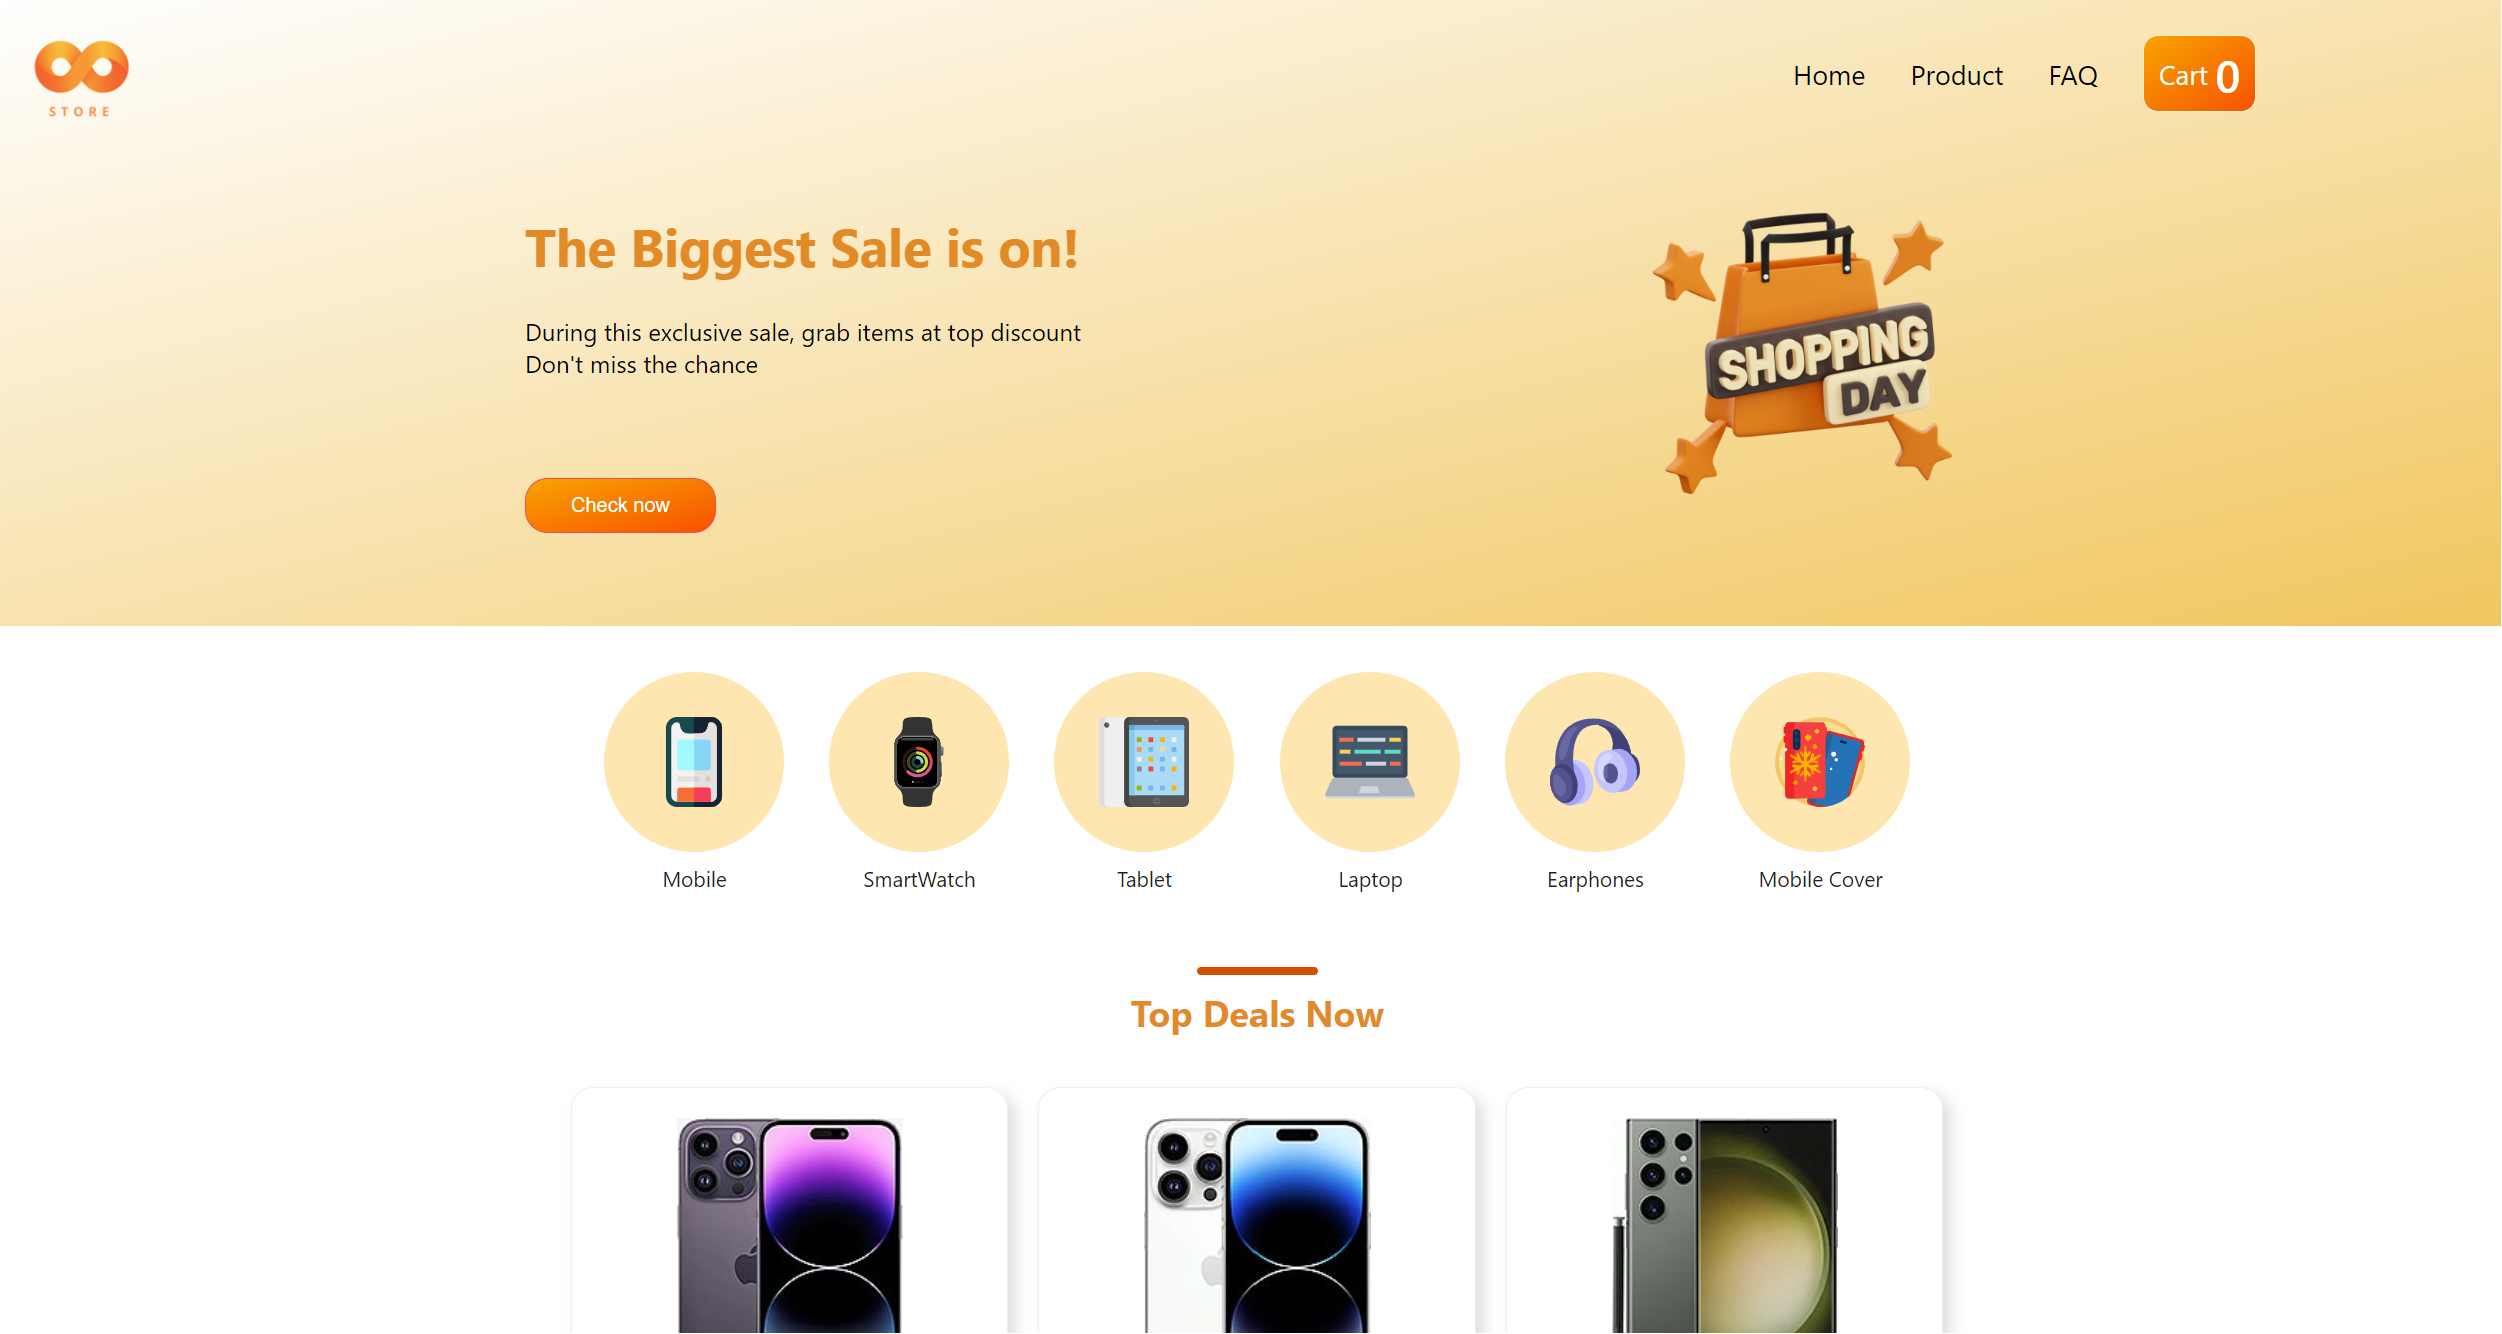 STORE
Home
Product
FAQ
Cart 0
The Biggest Sale is on!
During this exclusive sale, grab items at top discount
Don't miss the chance
SHOPPING
DAY
Check now
Mobile
SmartWatch
Tablet
Laptop
Earphones
Mobile Cover
Top Deals Now